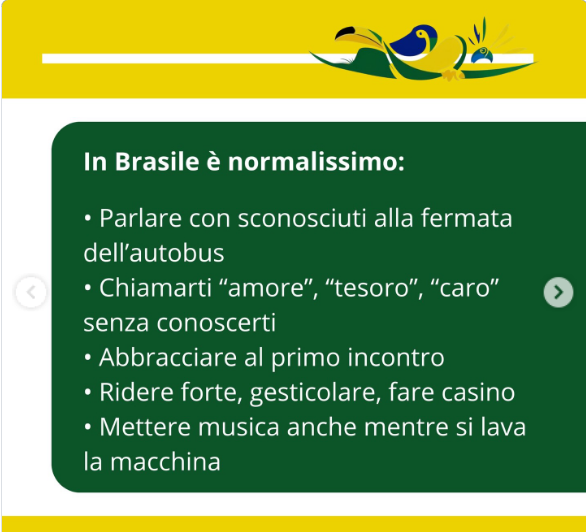 In Brasile è normalissimo:
• Parlare con sconosciuti alla fermata
dell’autobus
• Chiamarti “amore”, “tesoro”, “caro”
senza conoscerti
• Abbracciare al primo incontro
• Ridere forte, gesticolare, fare casino
• Mettere musica anche mentre si lava
la macchina